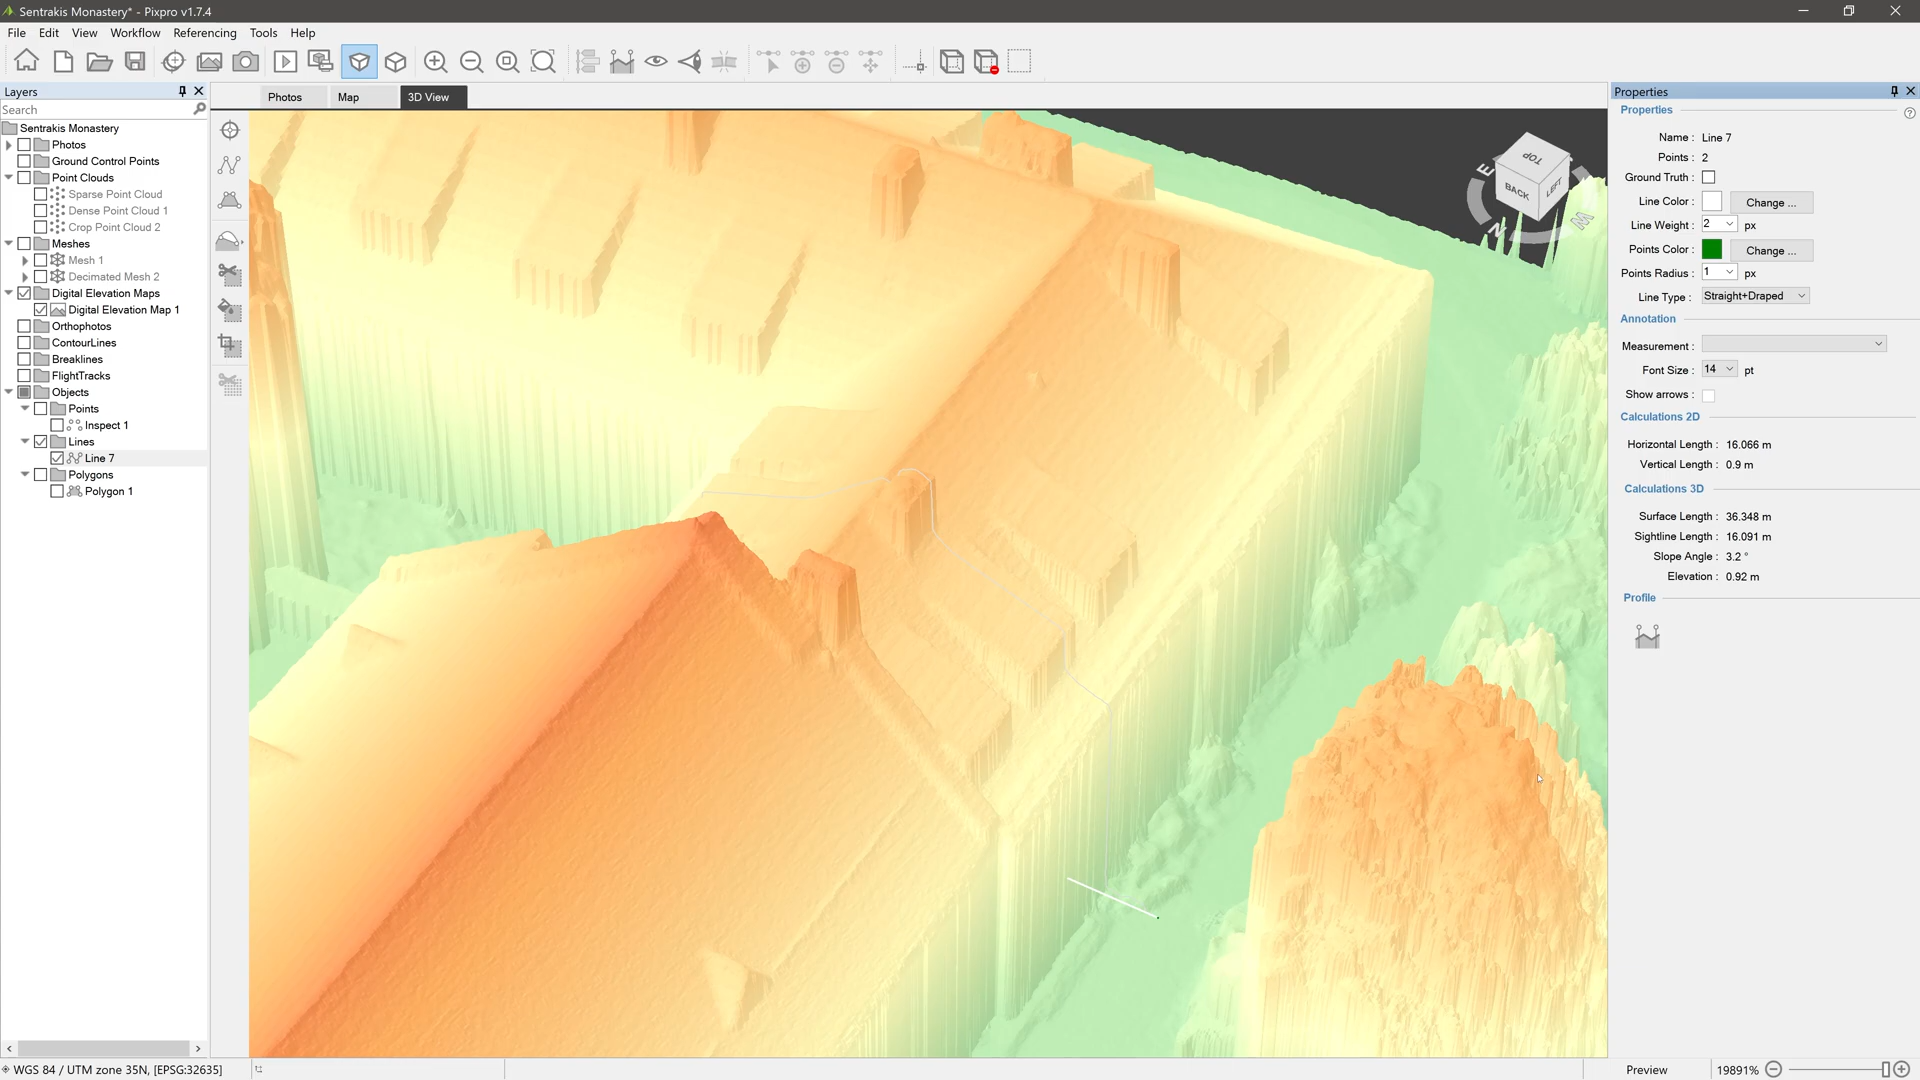 Sentrakis Monastery* - Pixpro v1.7.4
File Edit View Workflow Referencing Tools Help
Layers
Search
Sentrakis Monastery
Photos
Ground Control Points
Point Clouds
Sparse Point Cloud
Dense Point Cloud 1
Crop Point Cloud 2
Meshes
Mesh 1
Decimated Mesh 2
Digital Elevation Maps
Digital Elevation Map 1
Orthophotos
ContourLines
Breaklines
FlightTracks
Objects
Points
Inspect 1
Lines
Line 7
Polygons
Polygon 1
Photos Map 3D View
TOP
BACK LEFT
E
N
W
Properties
Properties
Name : Line 7
Points : 2
Ground Truth :
Line Color : Change ...
Line Weight : 2 px
Points Color : Change ...
Points Radius : 1 px
Line Type : Straight+Draped
Annotation
Measurement :
Font Size : 14 pt
Show arrows :
Calculations 2D
Horizontal Length : 16.066 m
Vertical Length : 0.9 m
Calculations 3D
Surface Length : 36.348 m
Sightline Length : 16.091 m
Slope Angle : 3.2 °
Elevation : 0.92 m
Profile
WGS 84 / UTM zone 35N, [EPSG:32635]
Preview
19891%